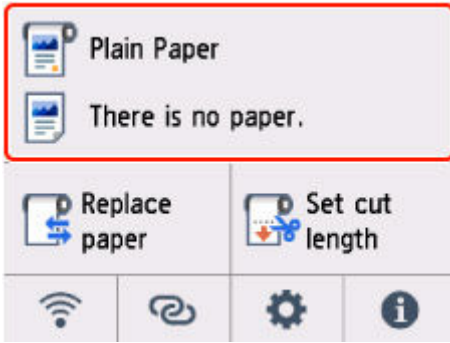 Plain Paper
There is no paper.
Replace
paper
Set cut
length